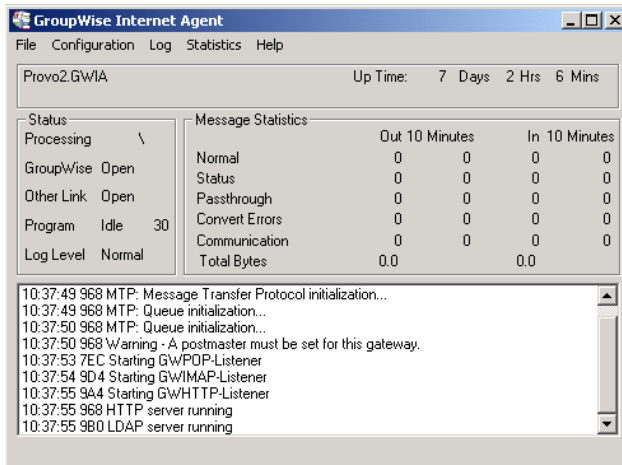 GroupWise Internet Agent
File Configuration Log Statistics Help
Provo2.GWIA Up Time: 7 Days 2 Hrs 6 Mins
Status
Processing \
GroupWise Open
Other Link Open
Program Idle 30
Log Level Normal
Message Statistics
Out 10 Minutes In 10 Minutes
Normal 0 0 0 0
Status 0 0 0 0
Passthrough 0 0 0 0
Convert Errors 0 0 0 0
Communication 0 0 0 0
Total Bytes 0.0 0.0
10:37:49 968 MTP: Message Transfer Protocol initialization...
10:37:49 968 MTP: Queue initialization...
10:37:50 968 MTP: Queue initialization...
10:37:50 968 Warning - A postmaster must be set for this gateway.
10:37:53 7EC Starting GWPOP-Listener
10:37:54 9D4 Starting GWIMAP-Listener
10:37:55 9A4 Starting GWHTTP-Listener
10:37:55 968 HTTP server running
10:37:55 9B0 LDAP server running